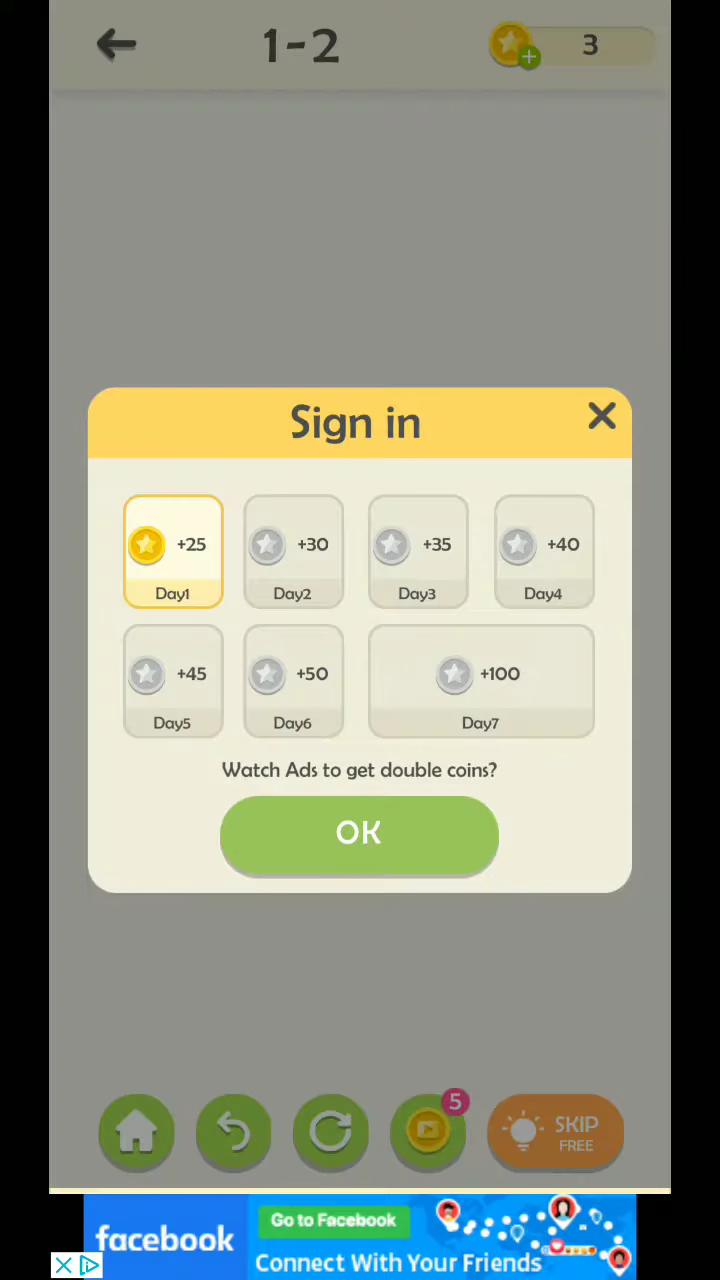 1-2
3
Sign in
+25
+30
+35
+40
Day1
Day2
Day3
Day4
+45
+50
+100
Day5
Day6
Day7
Watch Ads to get double coins?
OK
5
SKIP
FREE
facebook
Go to Facebook
Connect With Your Friends